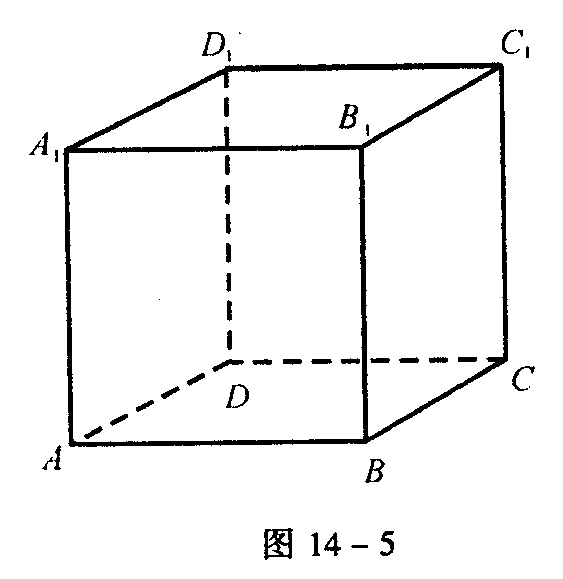 D₁ C₁
B₁
A₁
D C
A B
图 14 - 5